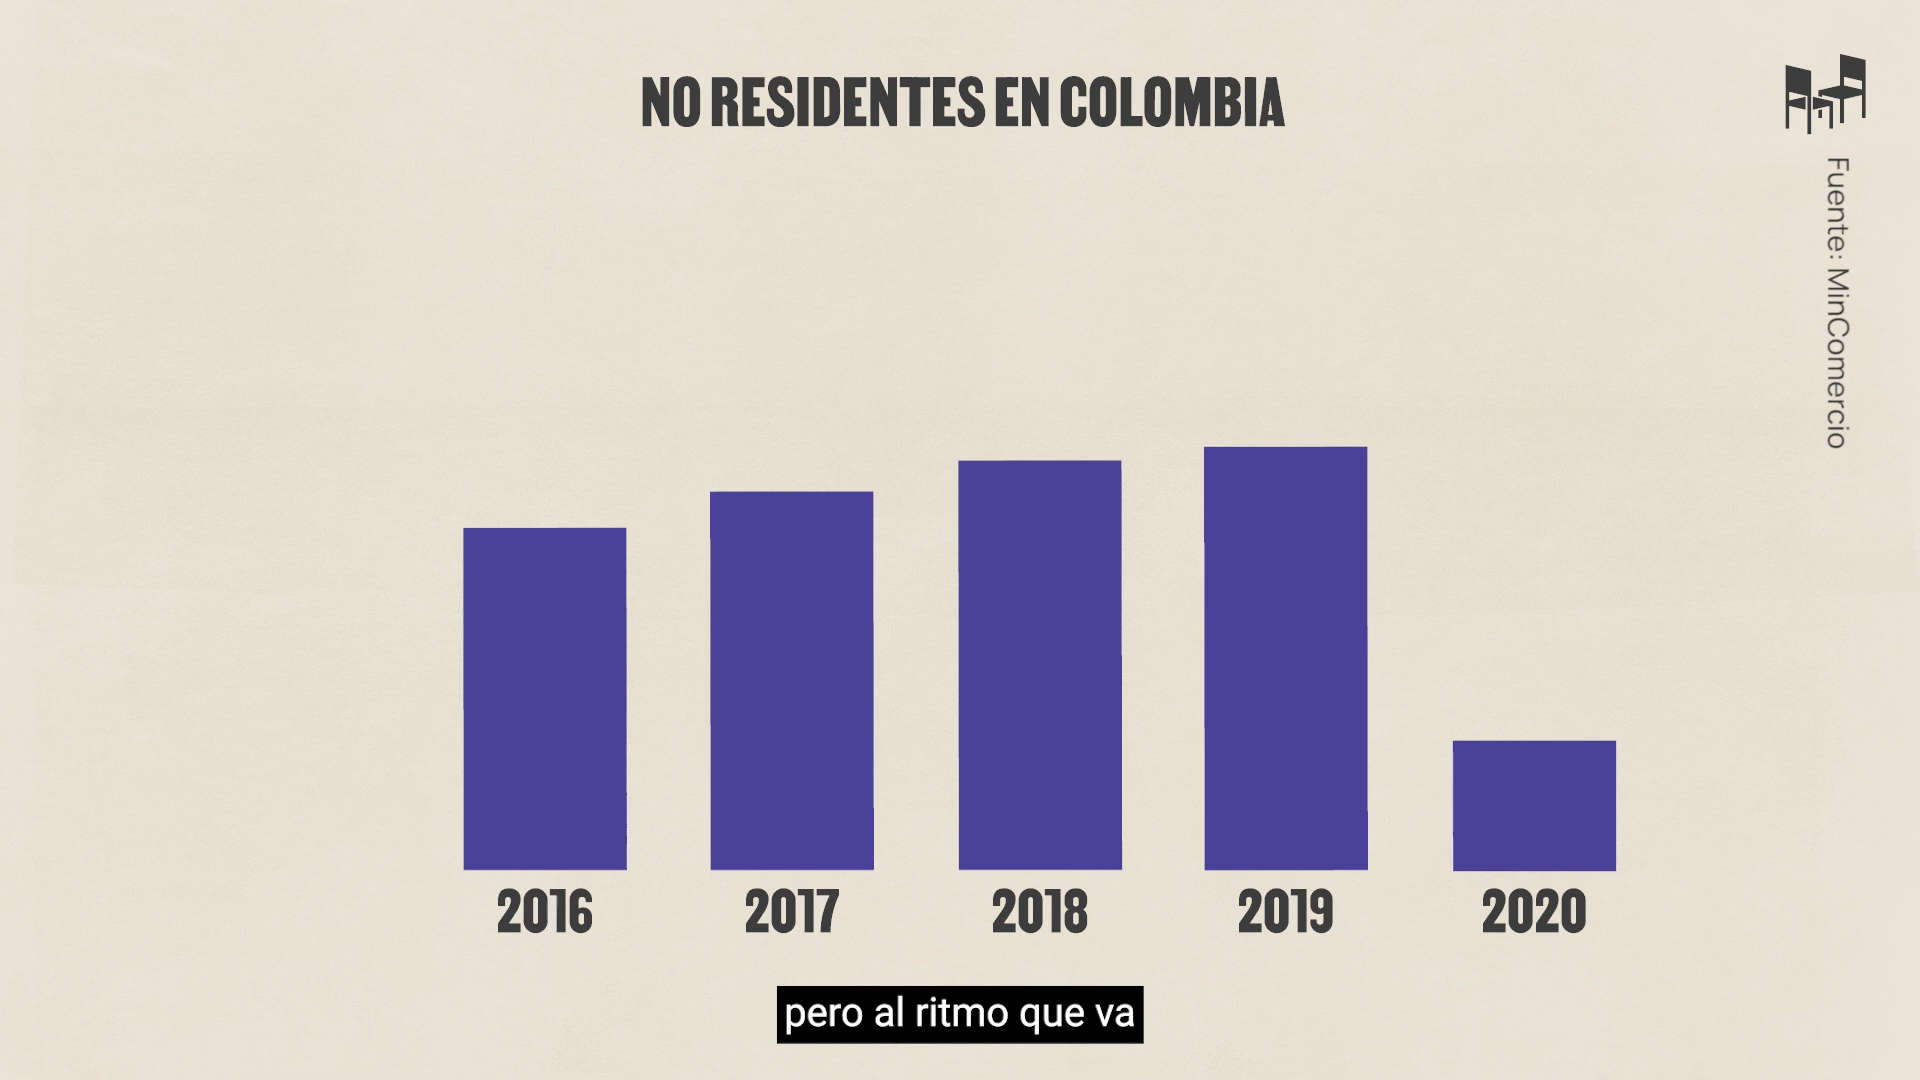 NO RESIDENTES EN COLOMBIA
Fuente: MinComercio
2016 2017 2018 2019 2020
pero al ritmo que va